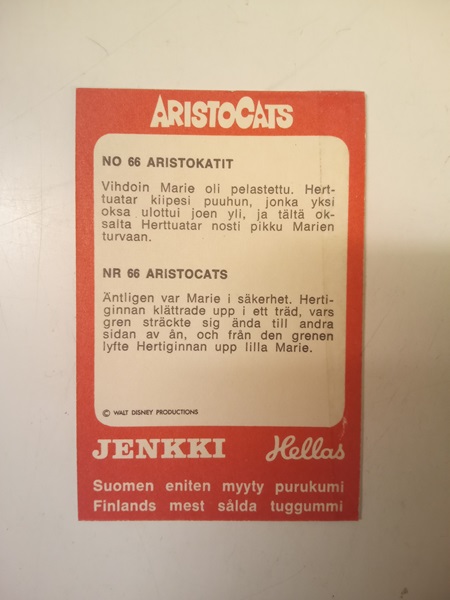 ARISTOCATS
NO 66 ARISTOKATIT
Vihdoin Marie oli pelastettu. Hert-
tuatar kiipesi puuhun, jonka yksi
oksa ulottui joen yli, ja tältä ok-
salta Herttuatar nosti pikku Marien
turvaan.
NR 66 ARISTOCATS
Äntligen var Marie i säkerhet. Herti-
ginnan klättrade upp i ett träd, vars
gren sträckte sig ända till andra
sidan av ån, och från den grenen
lyfte Hertiginnan upp lilla Marie.
© WALT DISNEY PRODUCTIONS
JENKKI Hellas
Suomen eniten myyty purukumi
Finlands mest sålda tuggummi